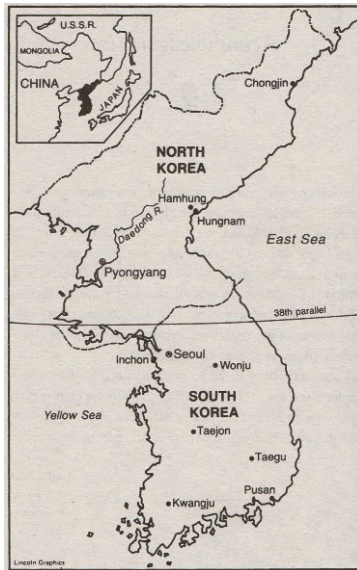 U.S.S.R.
MONGOLIA
CHINA
JAPAN
Chongjin
NORTH
KOREA
Hamhung
Hungnam
Daedong R.
East Sea
Pyongyang
38th parallel
Inchon
Seoul
Wonju
SOUTH
KOREA
Yellow Sea
Taejon
Taegu
Pusan
Kwangju
Lincoln Graphics